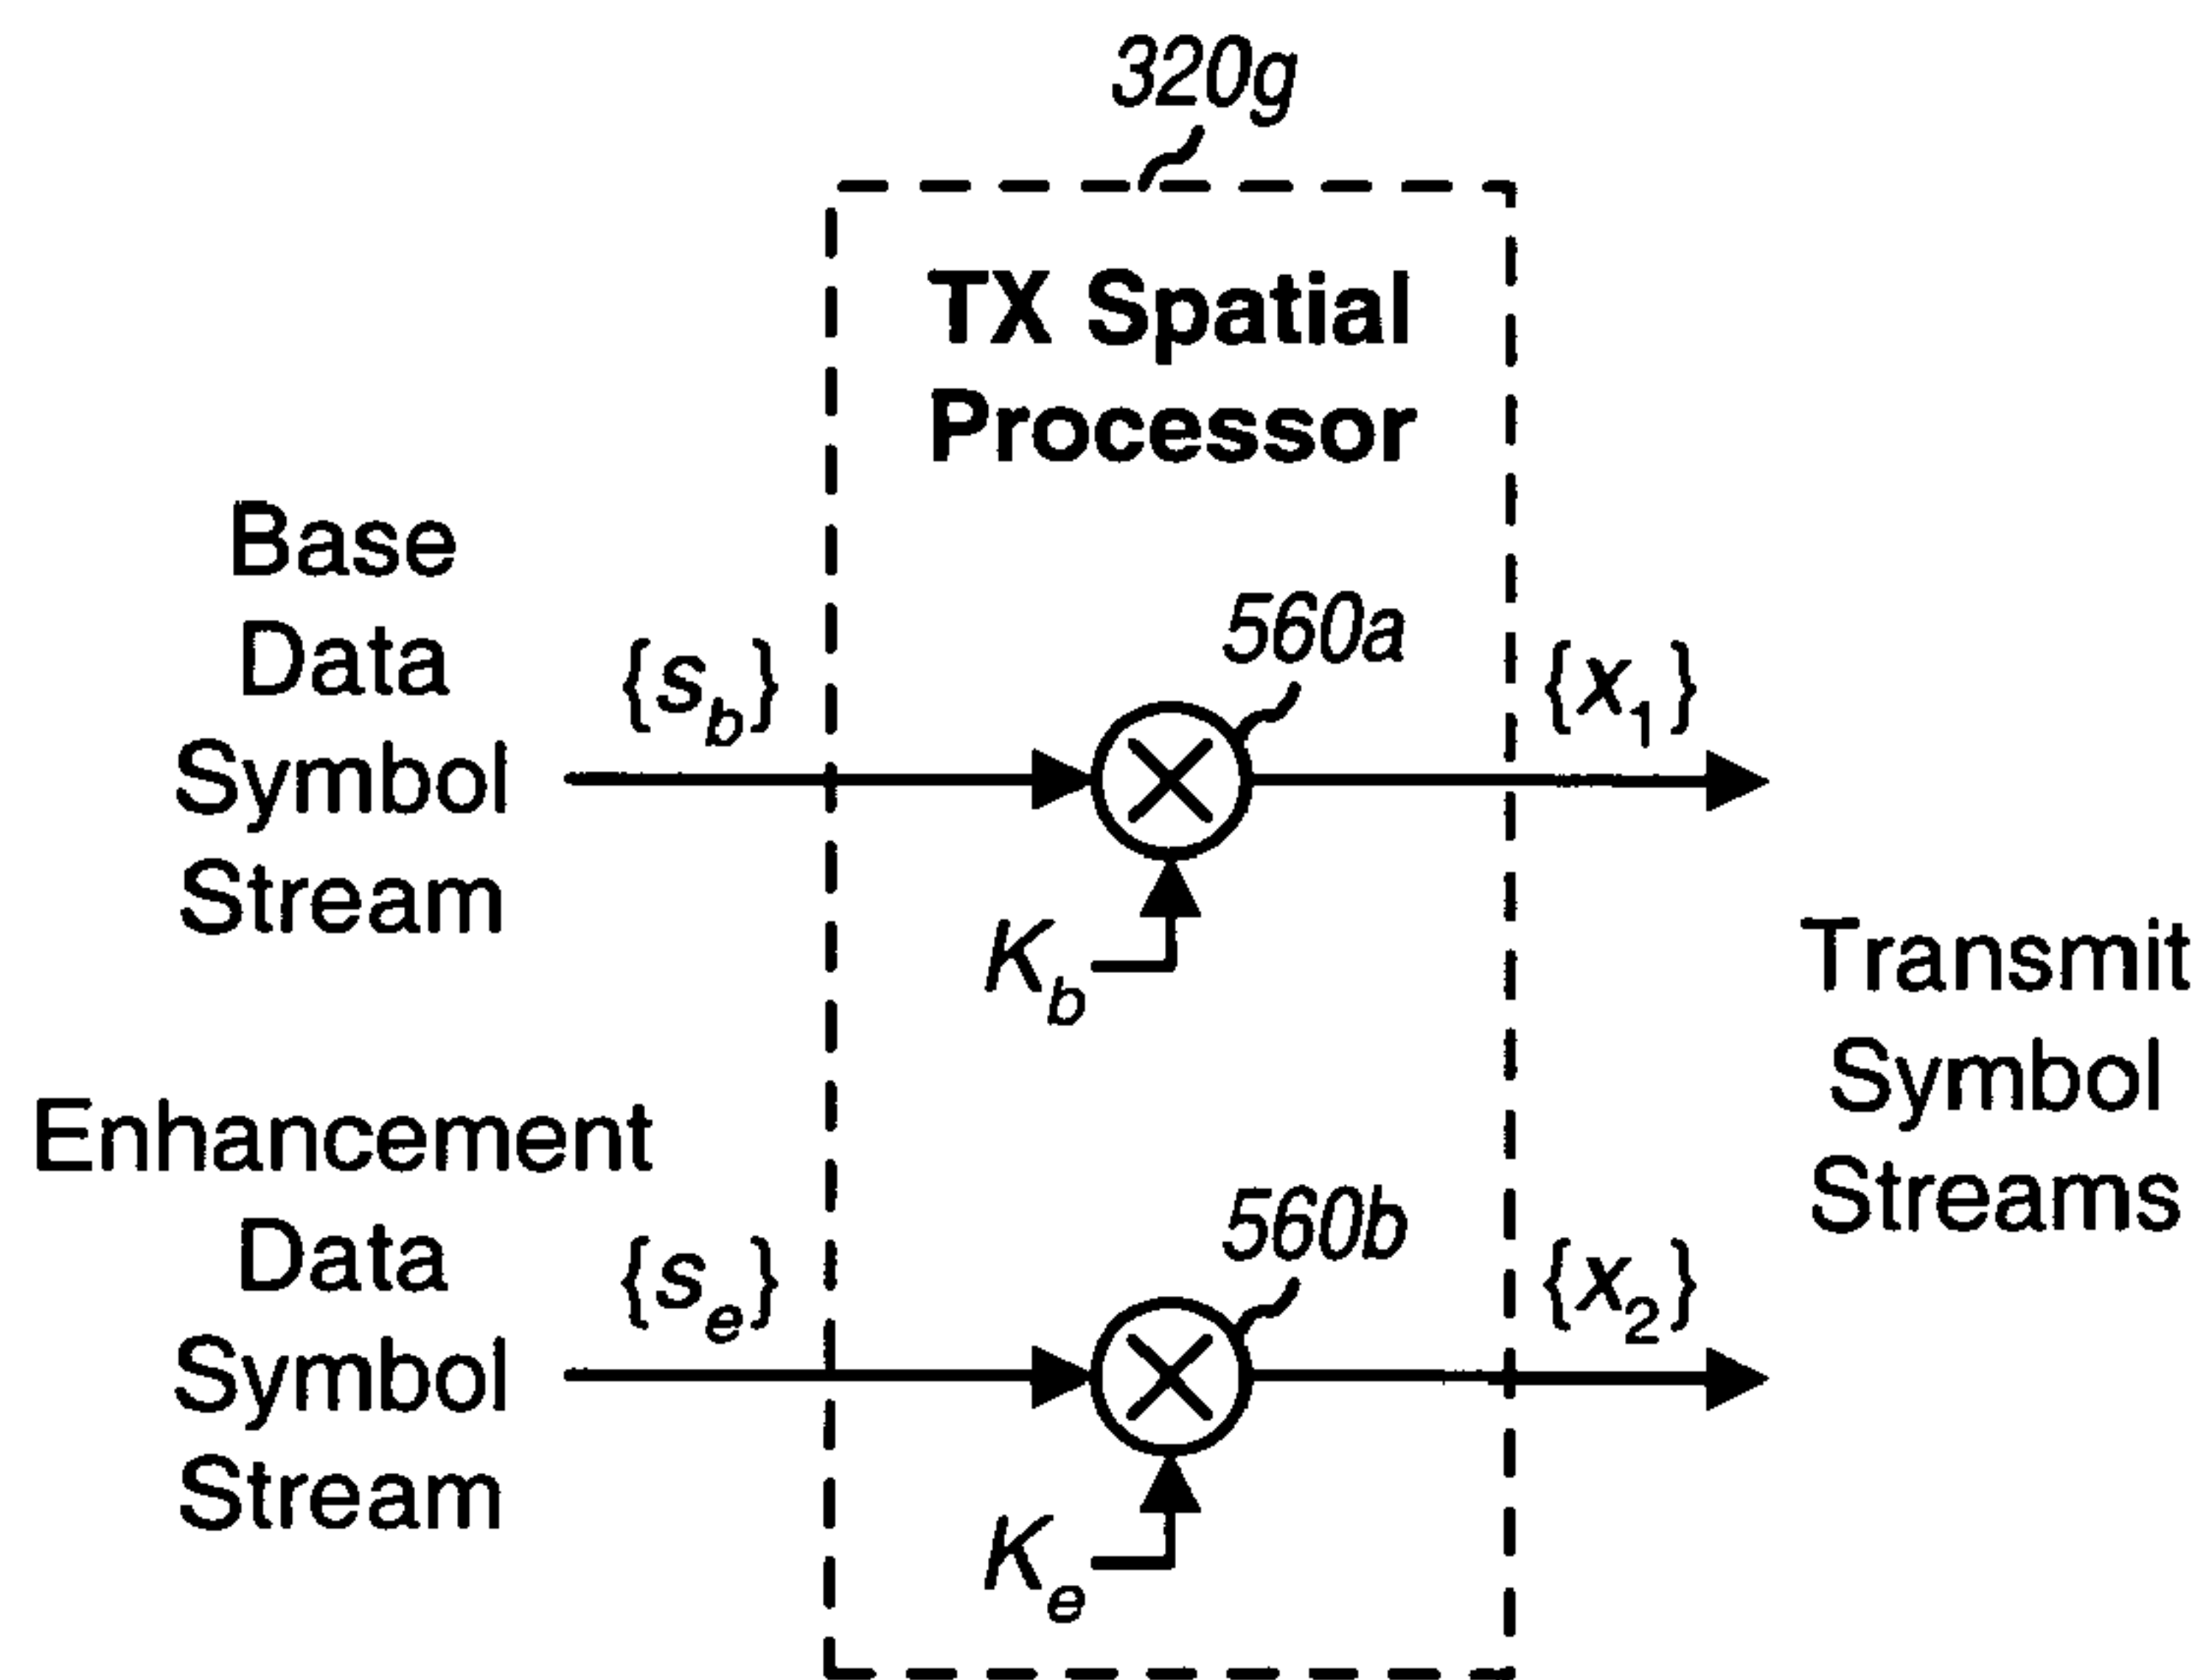 320g
TX Spatial
Processor
Base
Data
Symbol
Stream
{s_b}
560a
{x_1}
K_b
Transmit
Symbol
Streams
Enhancement
Data
Symbol
Stream
{s_e}
560b
{x_2}
K_e